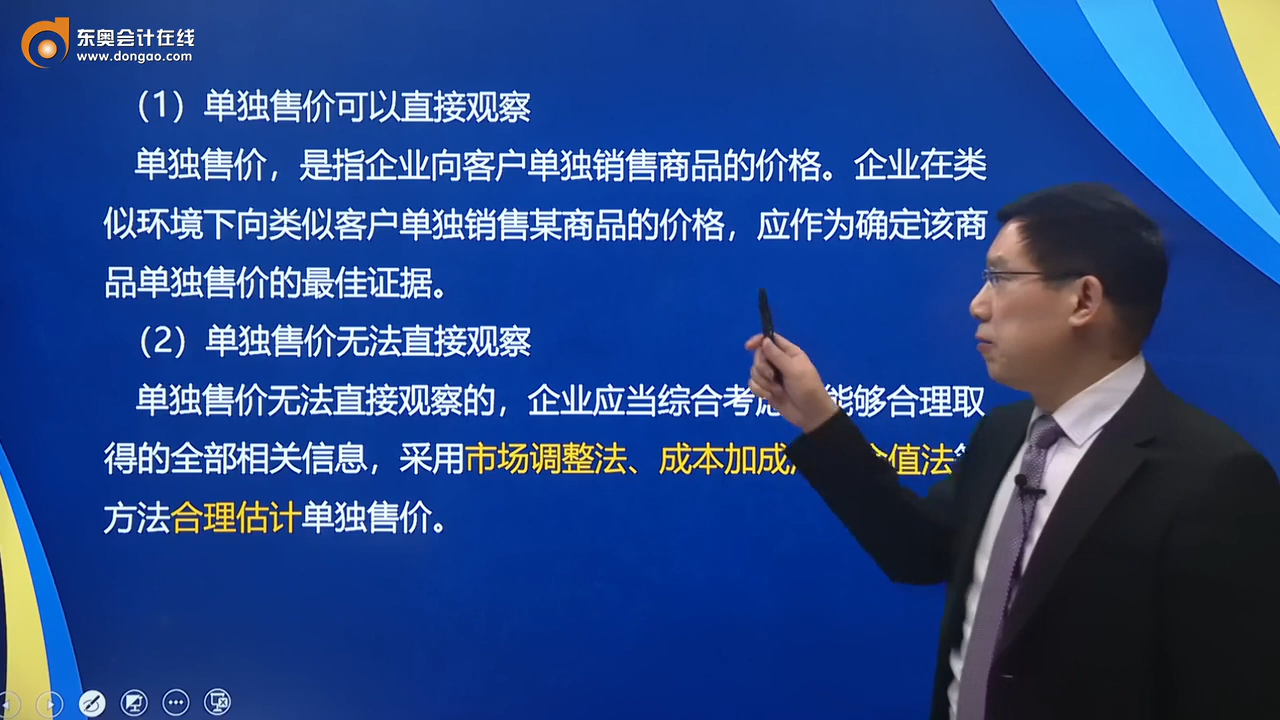 东奥会计在线
www.dongao.com
（1）单独售价可以直接观察
单独售价，是指企业向客户单独销售商品的价格。企业在类
似环境下向类似客户单独销售某商品的价格，应作为确定该商
品单独售价的最佳证据。
（2）单独售价无法直接观察
单独售价无法直接观察的，企业应当综合考虑 能够合理取
得的全部相关信息，采用市场调整法、成本加成 值法
方法合理估计单独售价。